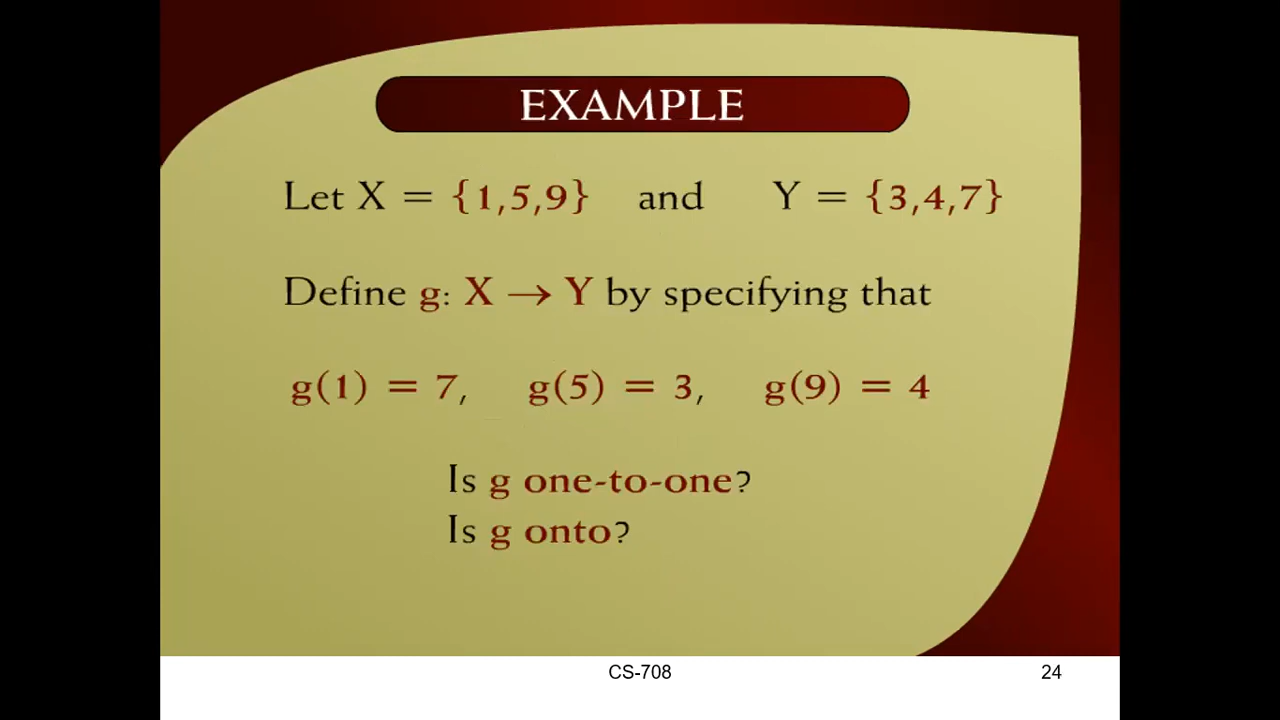 EXAMPLE
Let X = {1,5,9} and Y = {3,4,7}
Define g: X → Y by specifying that
g(1) = 7, g(5) = 3, g(9) = 4
Is g one-to-one?
Is g onto?
CS-708 24